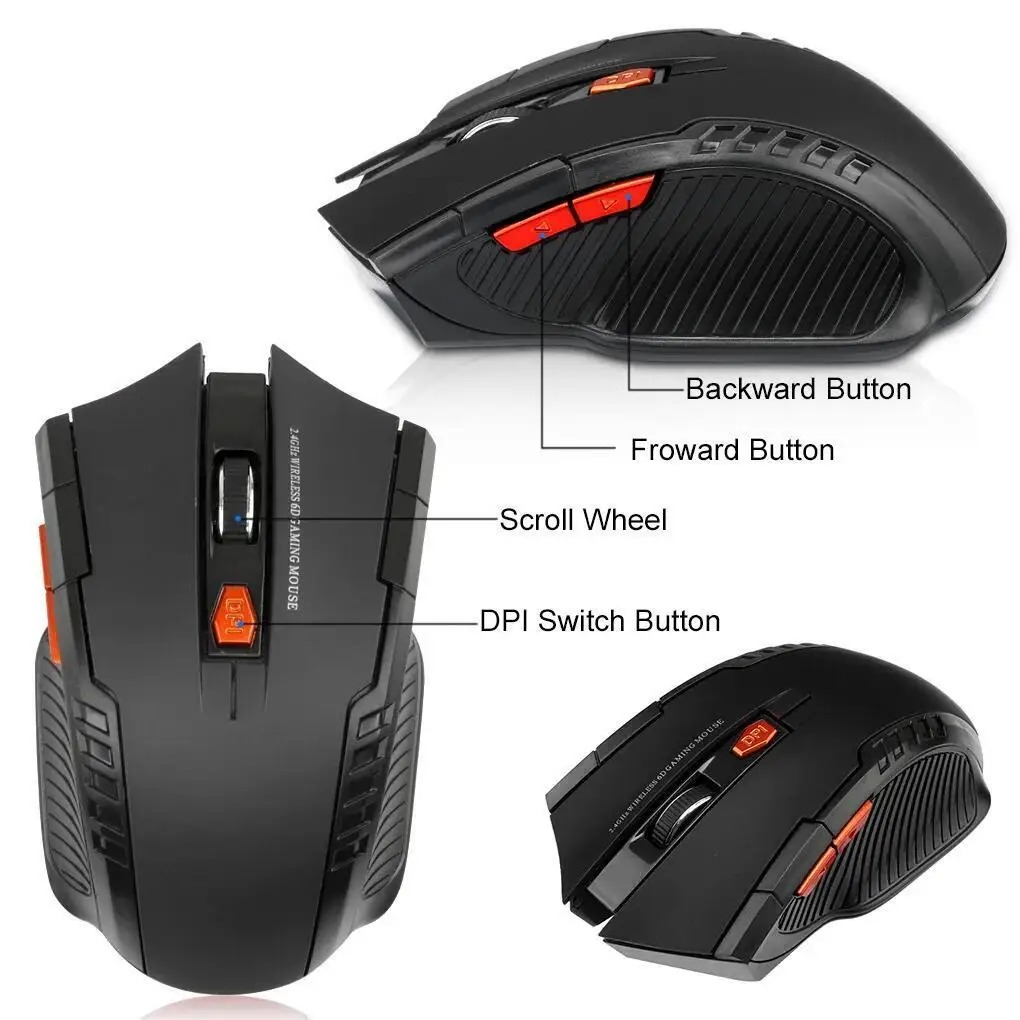 DPI
Backward Button
Froward Button
2.4GHz WIRELESS 6D GAMING MOUSE
Scroll Wheel
DPI
DPI Switch Button
DPI
2.4GHz WIRELESS 6D GAMING MOUSE